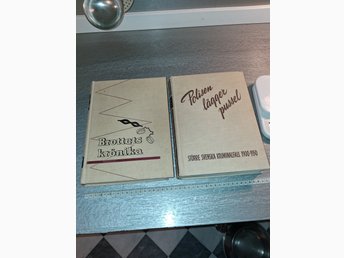 Brottets
krönika
Polisen
lägger
pussel
STÖRRE SVENSKA KRIMINALFALL 1900-1950